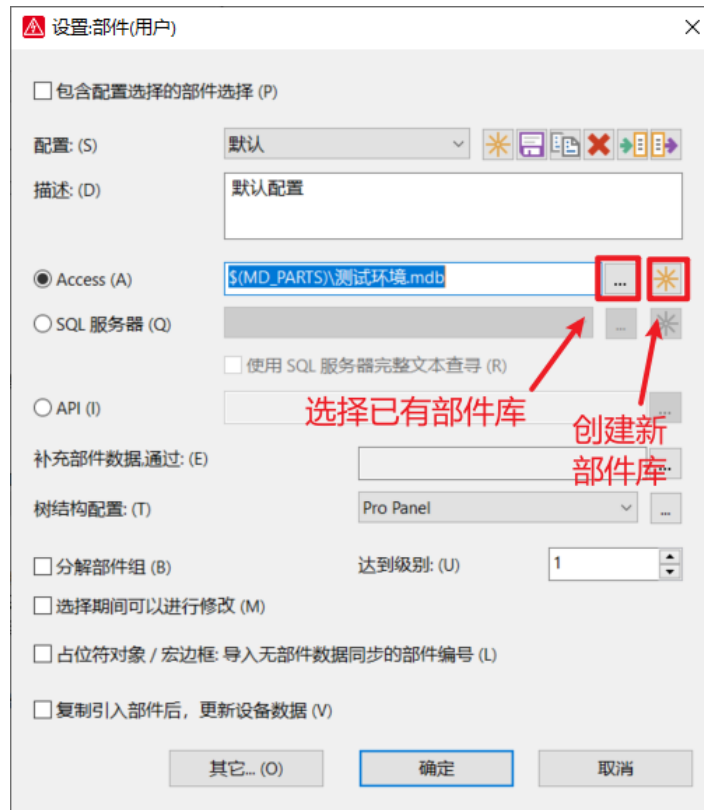 设置:部件(用户)
包含配置选择的部件选择 (P)
配置: (S)
默认
描述: (D)
默认配置
Access (A)
$(MD_PARTS)\测试环境.mdb
...
SQL 服务器 (Q)
...
使用 SQL 服务器完整文本查寻 (R)
API (I)
...
选择已有部件库
创建新
部件库
补充部件数据,通过: (E)
...
树结构配置: (T)
Pro Panel
...
分解部件组 (B)
达到级别: (U)
1
选择期间可以进行修改 (M)
占位符对象 / 宏边框: 导入无部件数据同步的部件编号 (L)
复制引入部件后，更新设备数据 (V)
其它... (O)
确定
取消